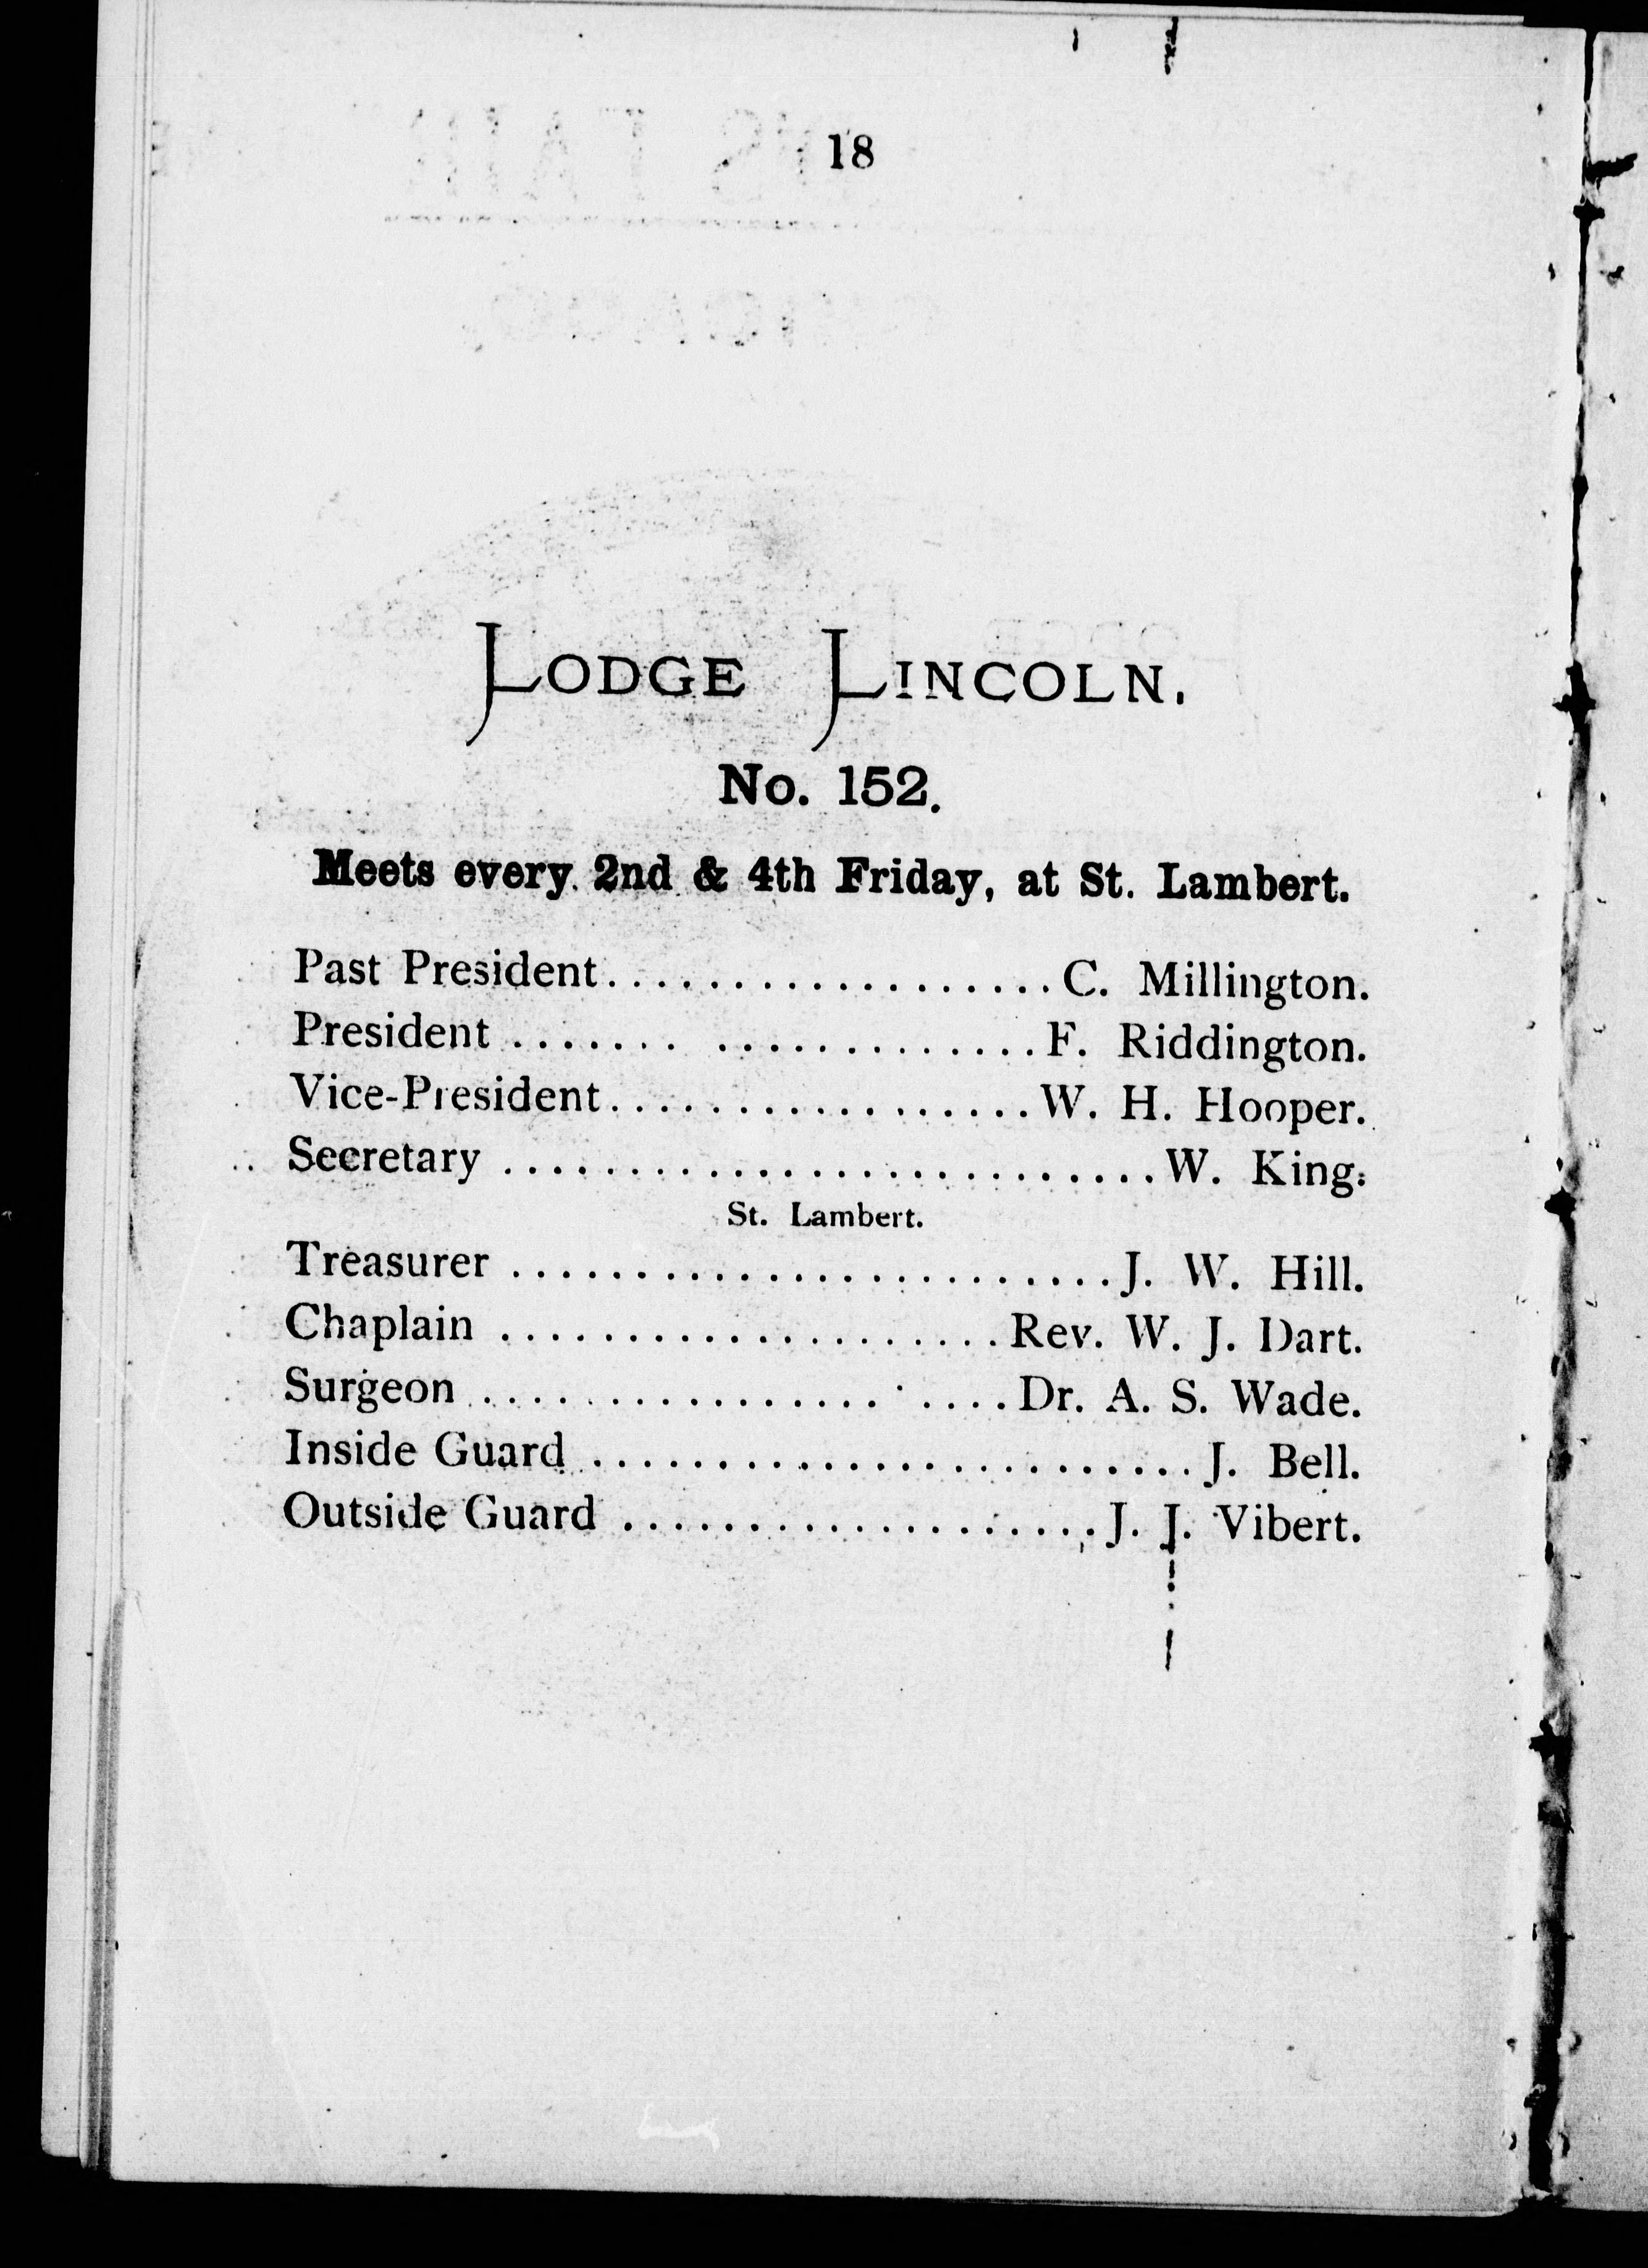 18
LODGE LINCOLN.
No. 152.
Meets every 2nd & 4th Friday, at St. Lambert.
Past President...................C. Millington.
President ....... .............F. Riddington.
Vice-President.................W. H. Hooper.
Secretary ..........................W. King.
St. Lambert.
Treasurer ........................J. W. Hill.
Chaplain ....................Rev. W. J. Dart.
Surgeon ................ ....Dr. A. S. Wade.
Inside Guard ........................J. Bell.
Outside Guard ...................J. J. Vibert.